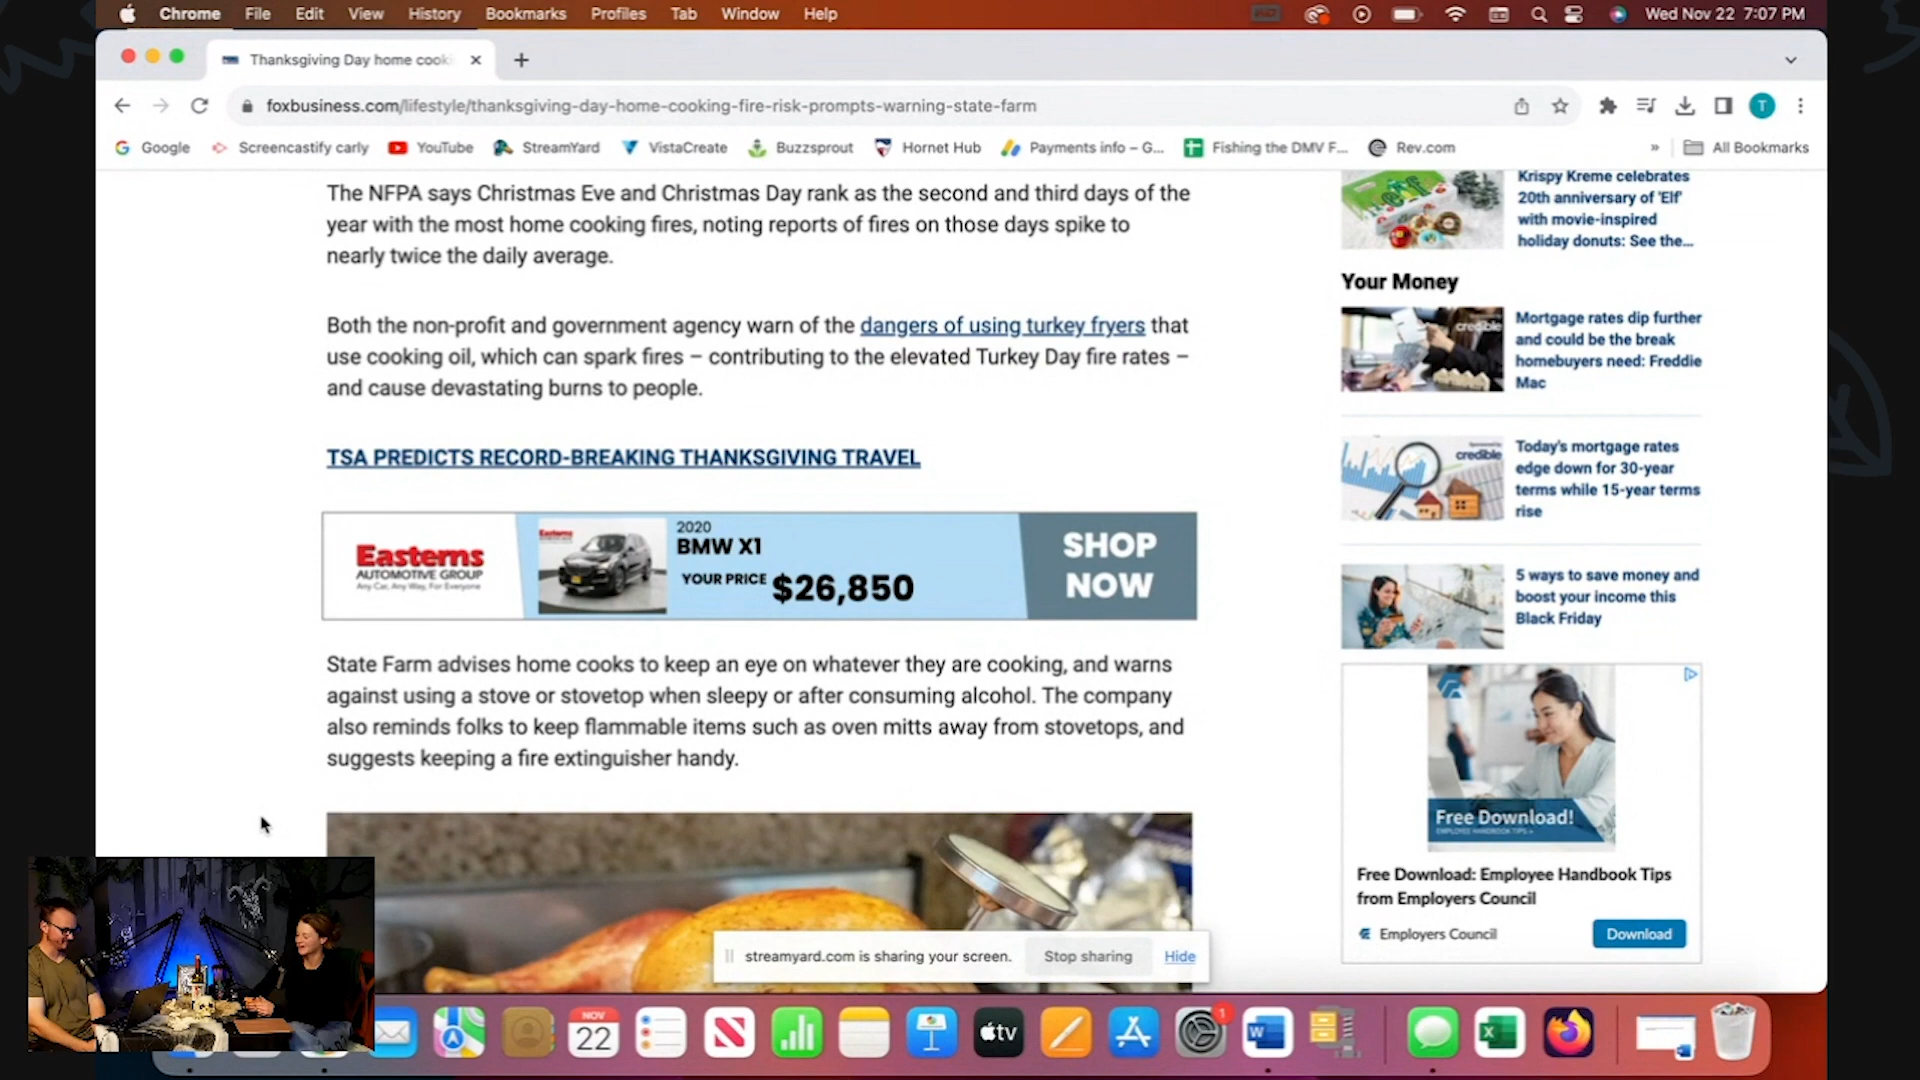 Chrome File Edit View History Bookmarks Profiles Tab Window Help
Wed Nov 22 7:07 PM
Thanksgiving Day home cook
foxbusiness.com/lifestyle/thanksgiving-day-home-cooking-fire-risk-prompts-warning-state-farm
T
Google Screencastify carly YouTube StreamYard VistaCreate Buzzsprout Hornet Hub Payments info – G... Fishing the DMV F... Rev.com » All Bookmarks
The NFPA says Christmas Eve and Christmas Day rank as the second and third days of the
year with the most home cooking fires, noting reports of fires on those days spike to
nearly twice the daily average.
Both the non-profit and government agency warn of the dangers of using turkey fryers that
use cooking oil, which can spark fires – contributing to the elevated Turkey Day fire rates –
and cause devastating burns to people.
TSA PREDICTS RECORD-BREAKING THANKSGIVING TRAVEL
Easterns
AUTOMOTIVE GROUP
Any Car, Any Way, For Everyone
Easterns
2020
BMW X1
YOUR PRICE $26,850
SHOP
NOW
State Farm advises home cooks to keep an eye on whatever they are cooking, and warns
against using a stove or stovetop when sleepy or after consuming alcohol. The company
also reminds folks to keep flammable items such as oven mitts away from stovetops, and
suggests keeping a fire extinguisher handy.
Krispy Kreme celebrates
20th anniversary of 'Elf'
with movie-inspired
holiday donuts: See the...
Your Money
credible
Mortgage rates dip further
and could be the break
homebuyers need: Freddie
Mac
credible
Today's mortgage rates
edge down for 30-year
terms while 15-year terms
rise
5 ways to save money and
boost your income this
Black Friday
Free Download!
EMPLOYEE HANDBOOK TIPS
Free Download: Employee Handbook Tips
from Employers Council
Employers Council
Download
streamyard.com is sharing your screen. Stop sharing Hide
NOV
22
tv
1
W
X